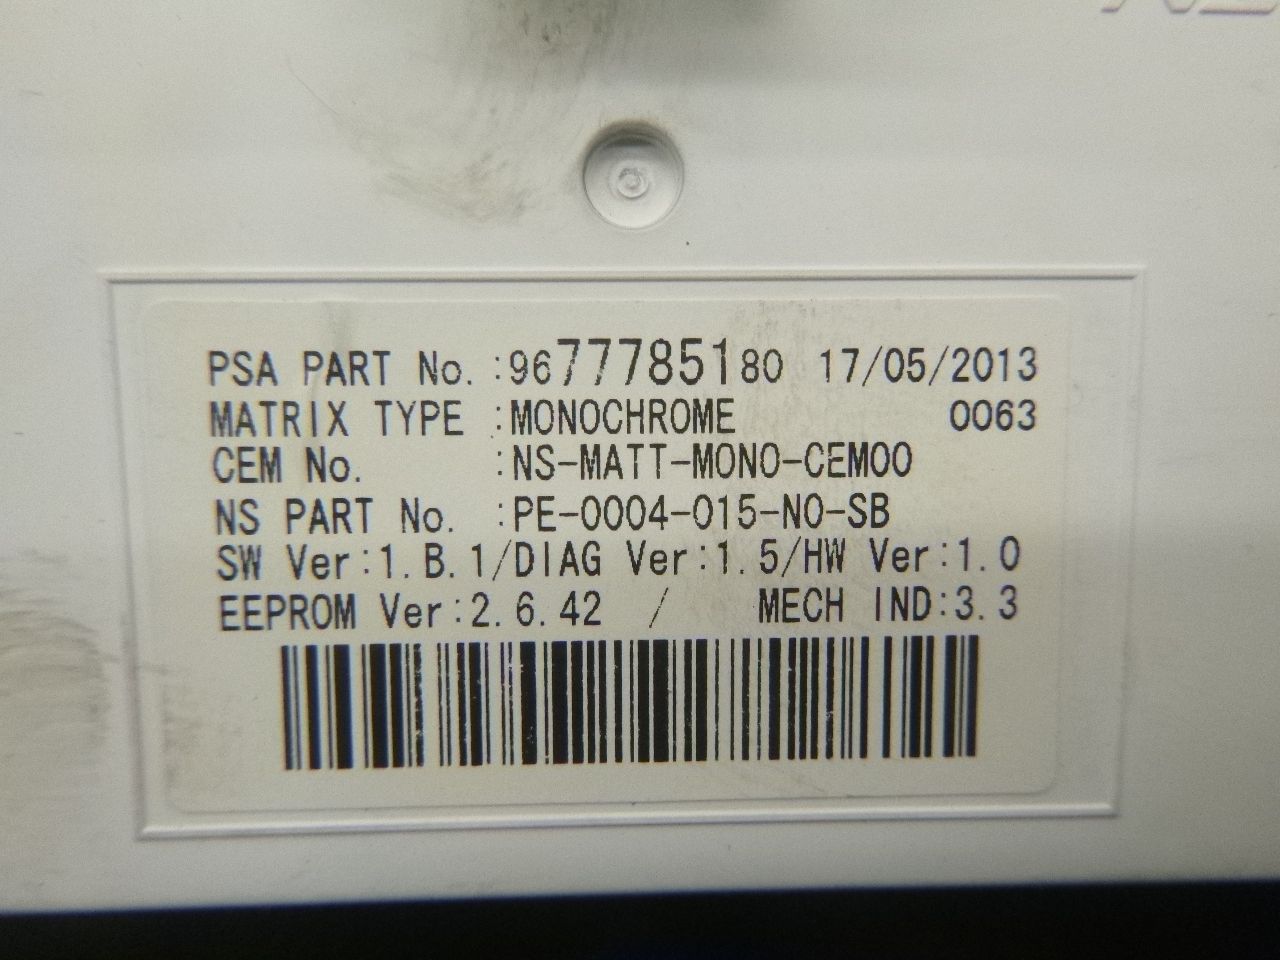 PSA PART No. :9677785180 17/05/2013
MATRIX TYPE :MONOCHROME 0063
CEM No. :NS-MATT-MONO-CEM00
NS PART No. :PE-0004-015-NO-SB
SW Ver:1.B.1/DIAG Ver:1.5/HW Ver:1.0
EEPROM Ver:2.6.42 / MECH IND:3.3